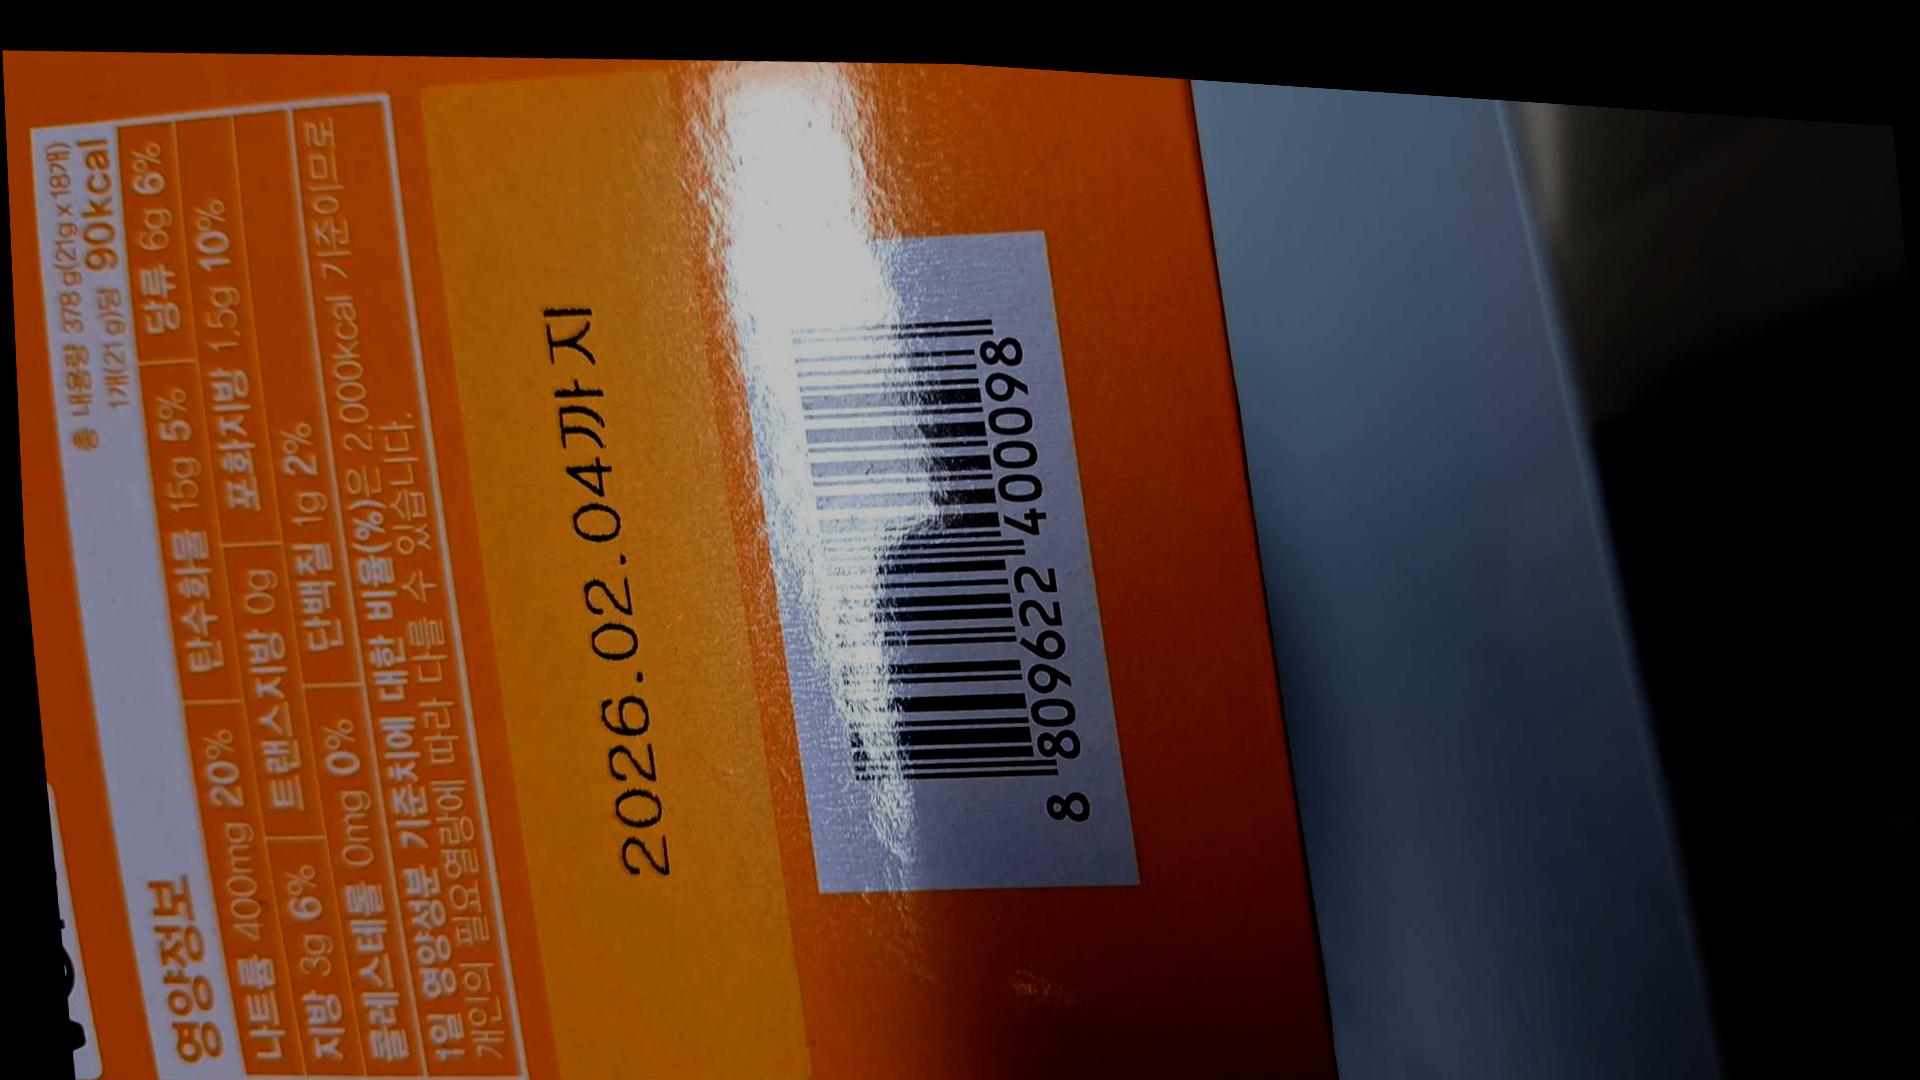 영양정보
총 내용량 378 g(21g x 18개)
1개(21 g)당 90kcal
나트륨 400mg 20%
탄수화물 15g 5%
당류 6g 6%
지방 3g 6%
트랜스지방 0g
포화지방 1.5g 10%
콜레스테롤 0mg 0%
단백질 1g 2%
1일 영양성분 기준치에 대한 비율(%)은 2,000kcal 기준이므로
개인의 필요열량에 따라 다를 수 있습니다.
2026.02.04까지
8 809622 400098